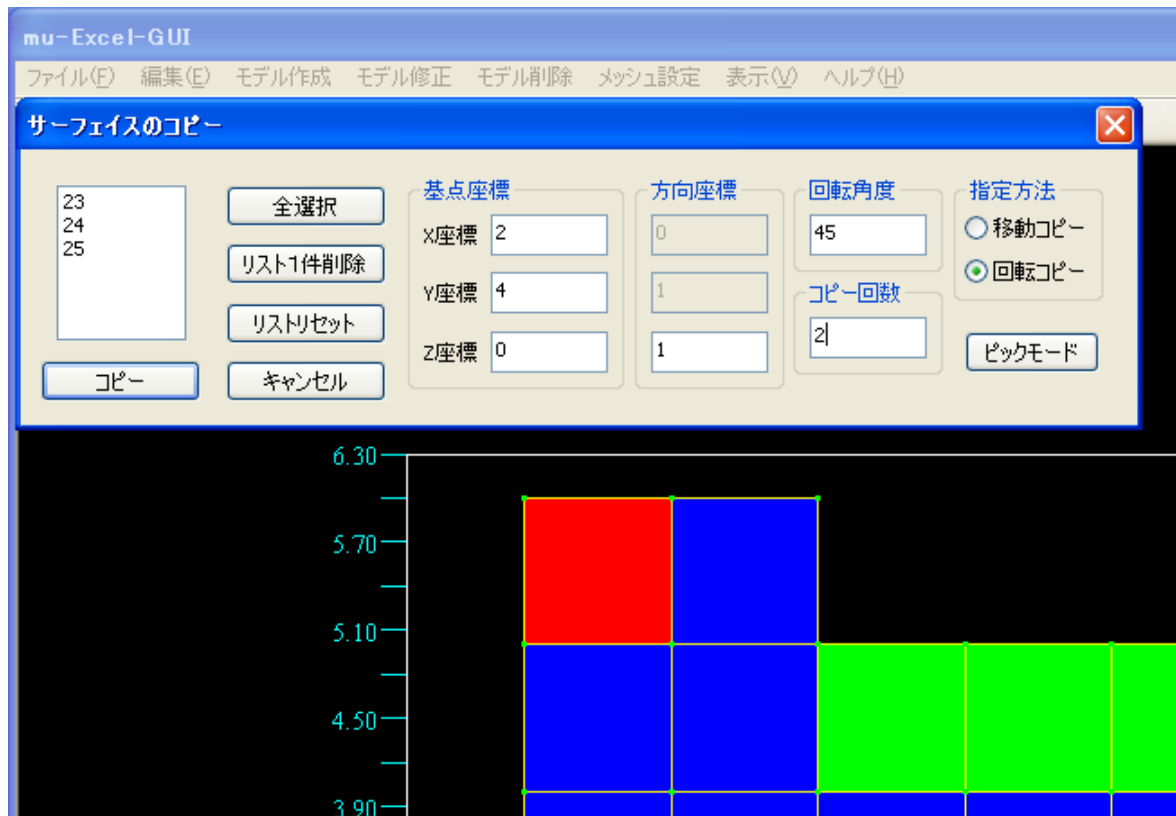 mu-Excel-GUI
ファイル(F) 編集(E) モデル作成 モデル修正 モデル削除 メッシュ設定 表示(V) ヘルプ(H)
サーフェイスのコピー
23
24
25
全選択
リスト1件削除
リストリセット
コピー
キャンセル
基点座標
X座標 2
Y座標 4
Z座標 0
方向座標
0
1
1
回転角度
45
コピー回数
2
指定方法
移動コピー
回転コピー
ピックモード
6.30
5.70
5.10
4.50
3.90